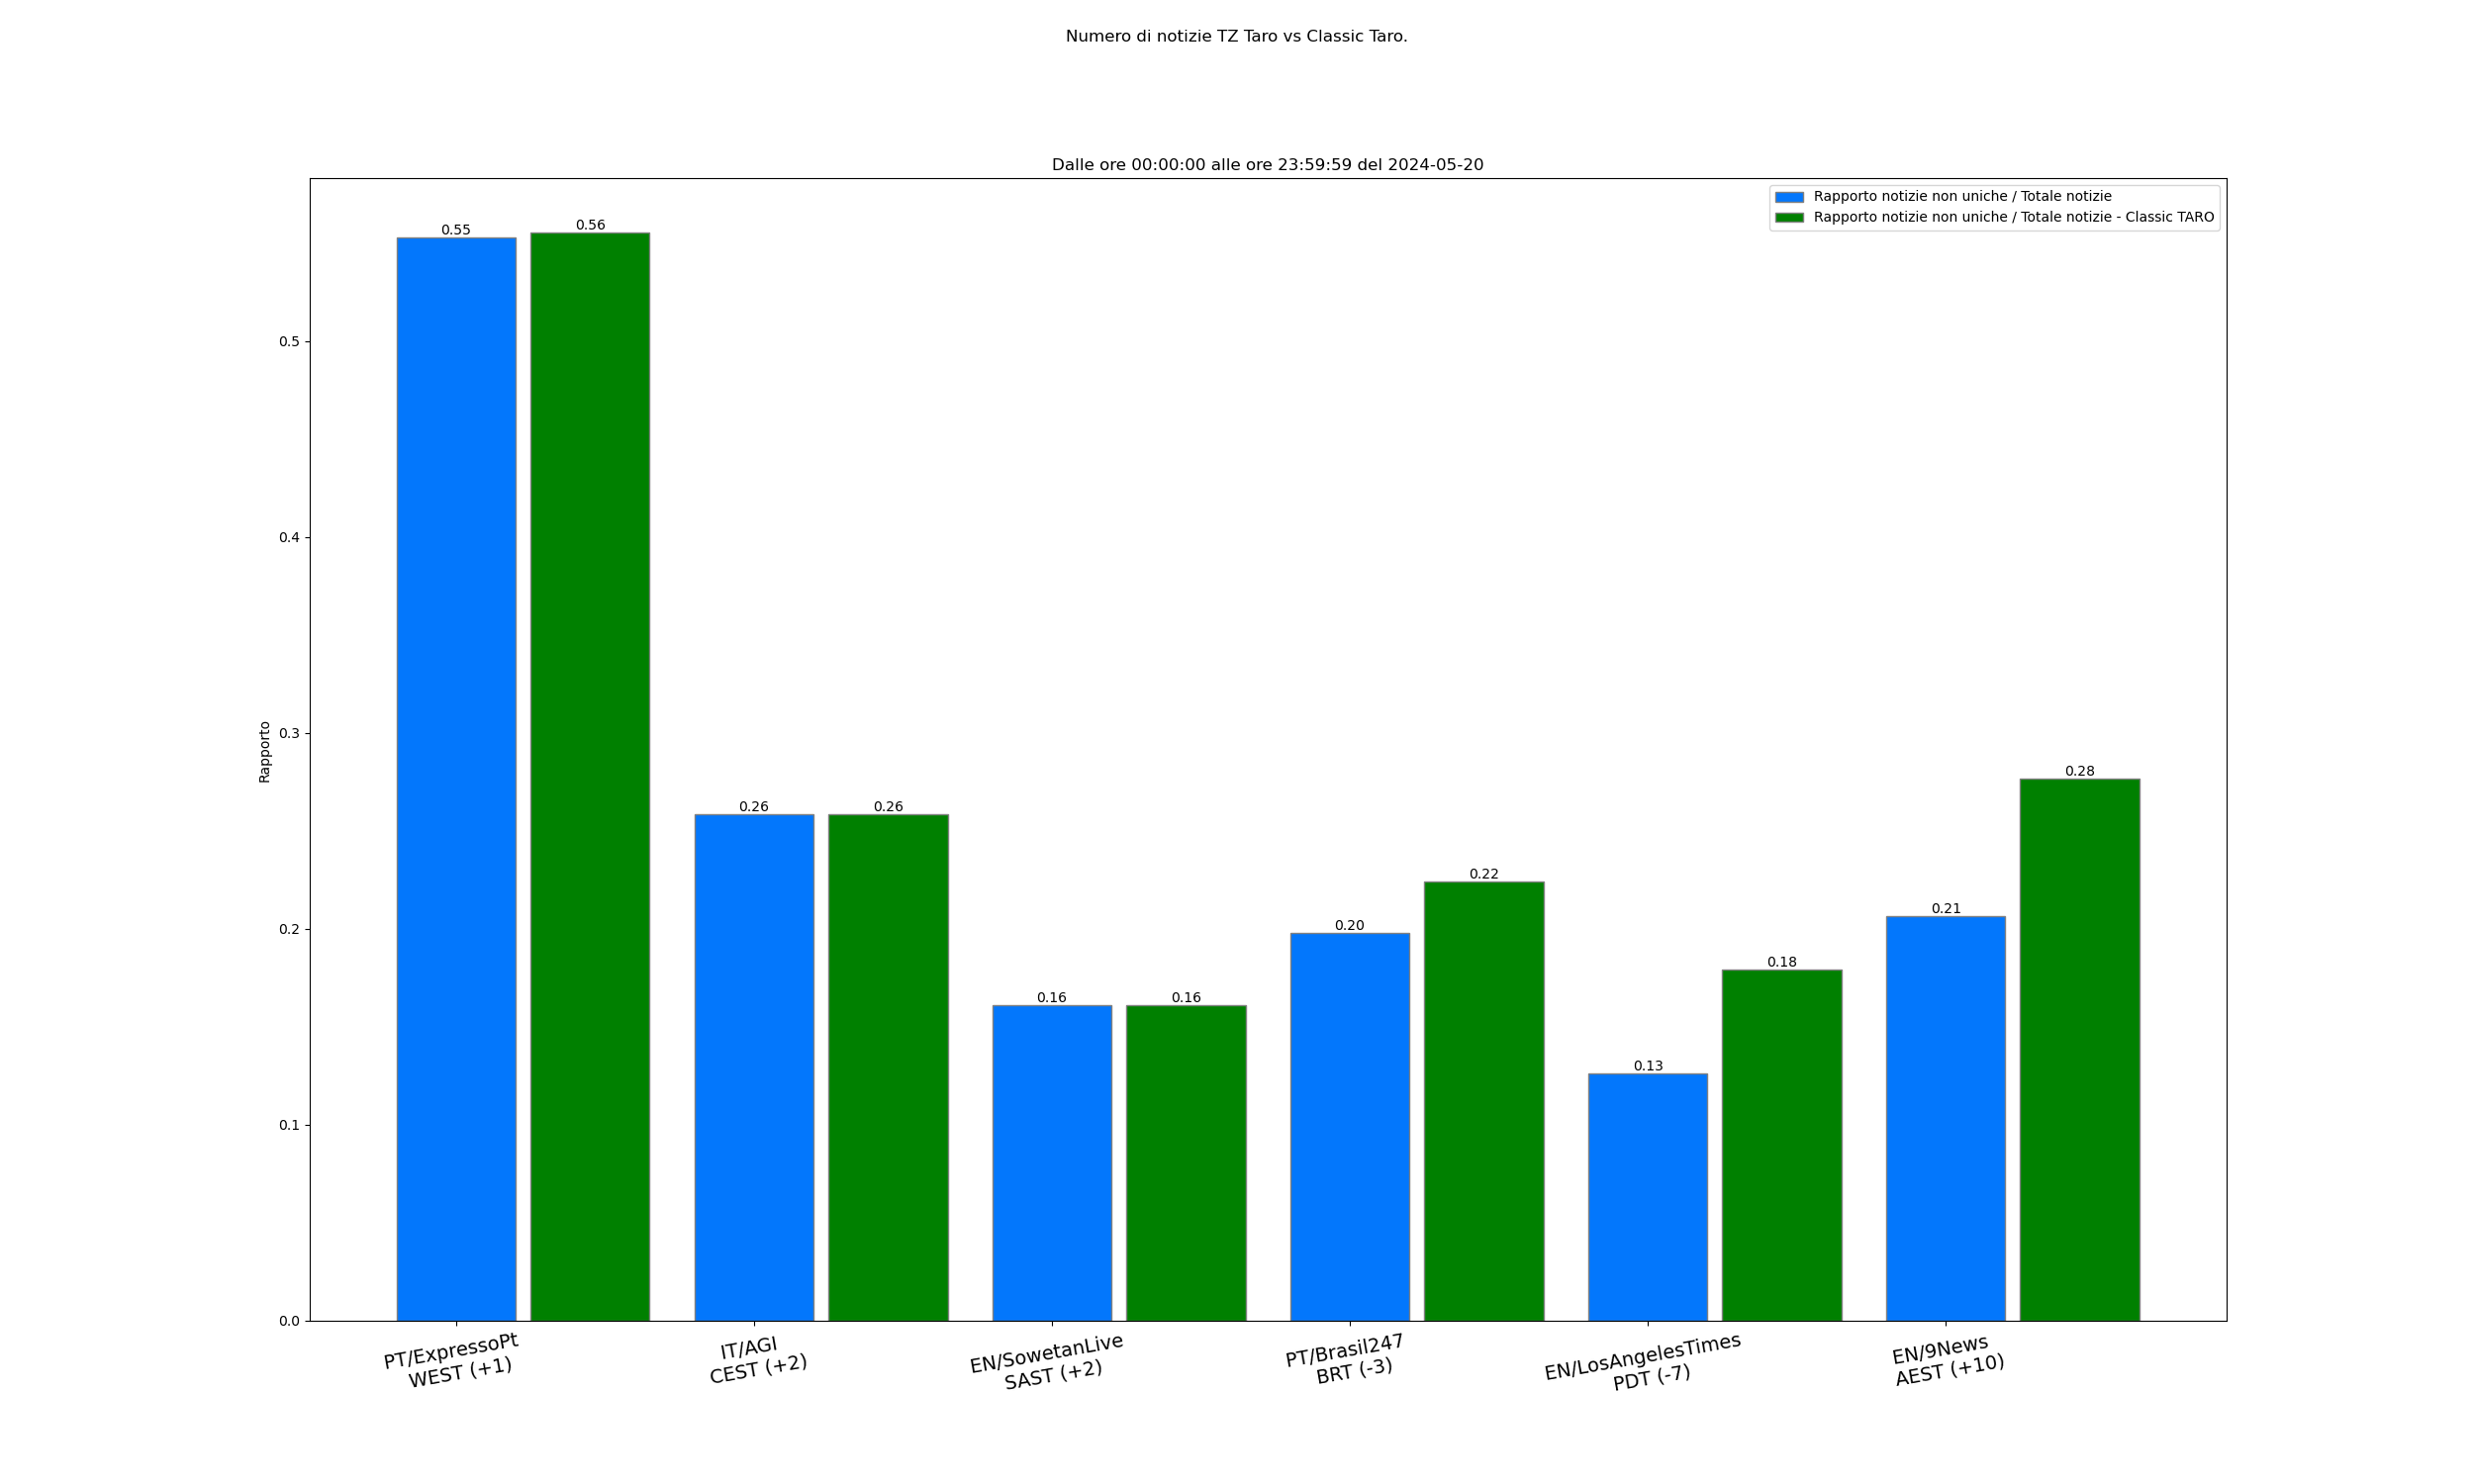 Numero di notizie TZ Taro vs Classic Taro.
Dalle ore 00:00:00 alle ore 23:59:59 del 2024-05-20
Rapporto notizie non uniche / Totale notizie
Rapporto notizie non uniche / Totale notizie - Classic TARO
Rapporto
0.5
0.4
0.3
0.2
0.1
0.0
0.55
0.56
0.26
0.26
0.16
0.16
0.20
0.22
0.13
0.18
0.21
0.28
PT/ExpressoPt
WEST (+1)
IT/AGI
CEST (+2)
EN/SowetanLive
SAST (+2)
PT/Brasil247
BRT (-3)
EN/LosAngelesTimes
PDT (-7)
EN/9News
AEST (+10)